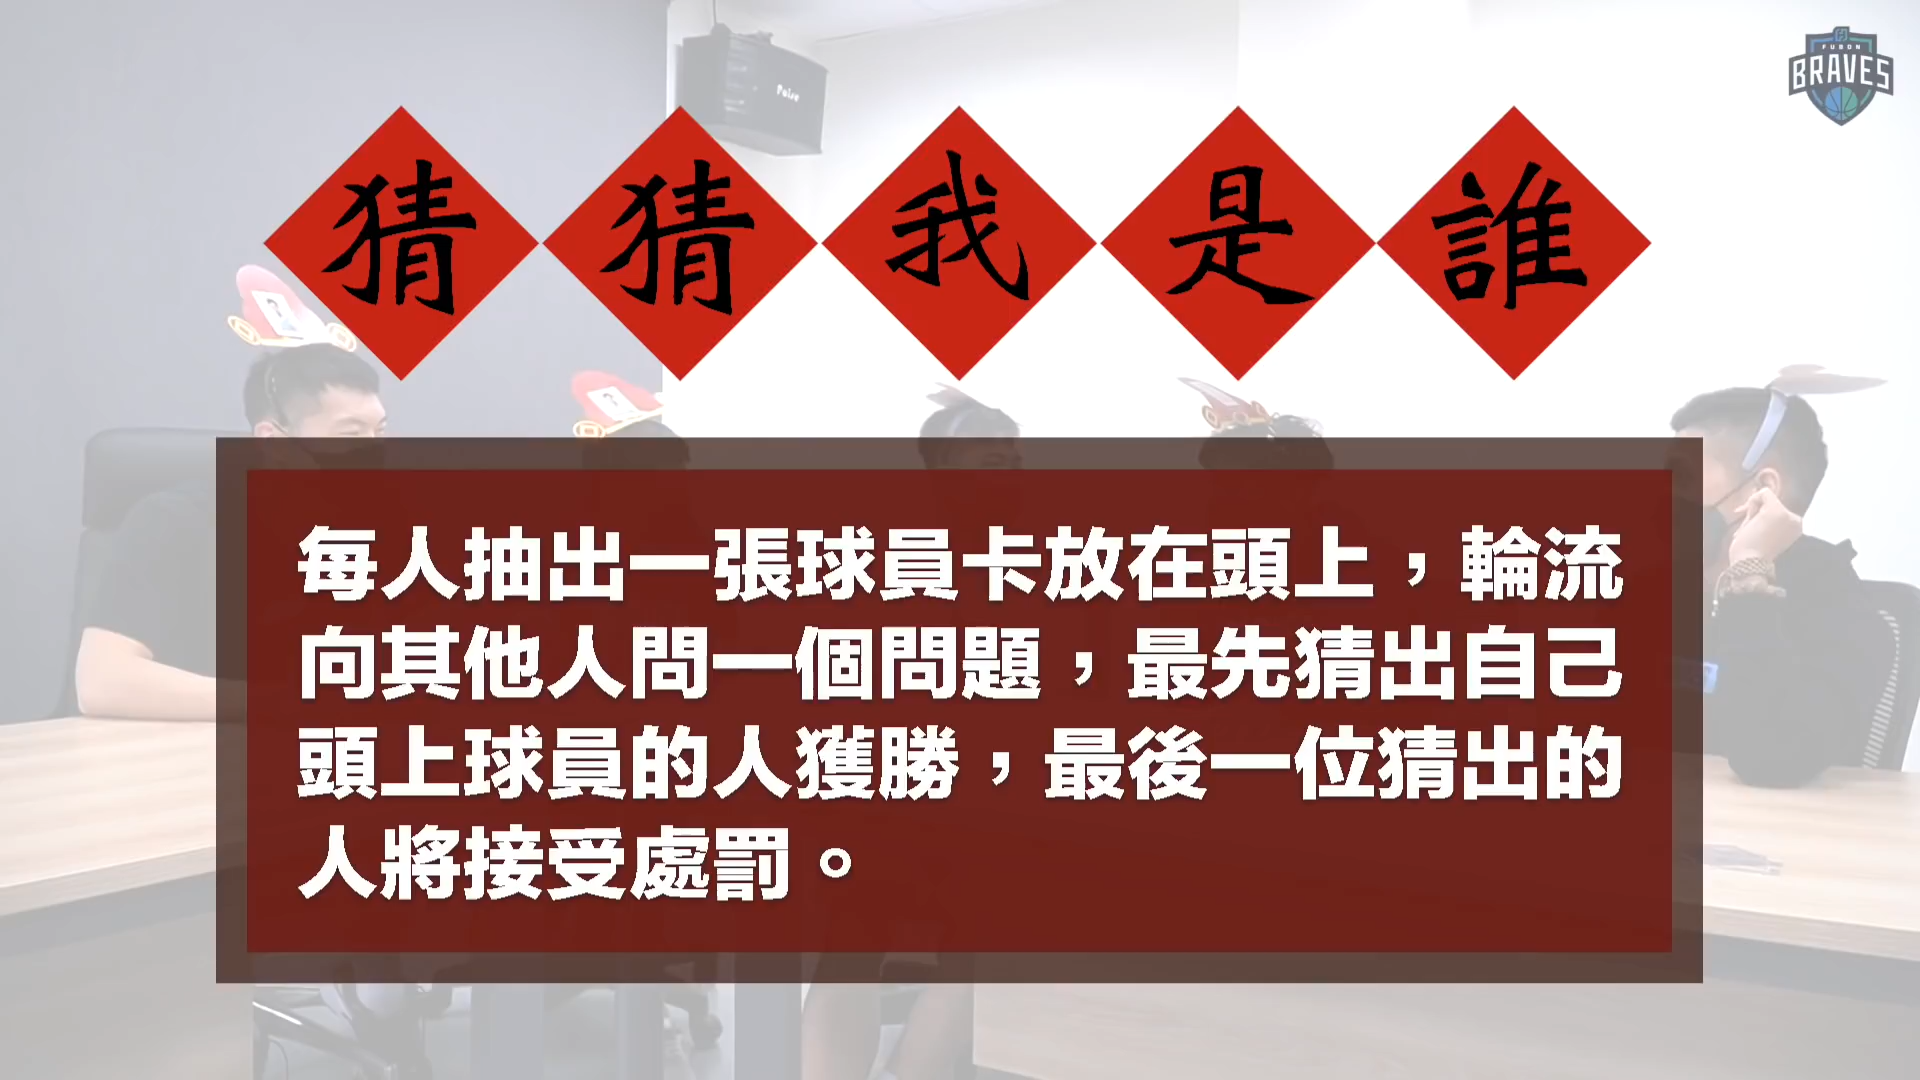 FUBON
BRAVES
Poise
猜猜我是誰
每人抽出一張球員卡放在頭上，輪流
向其他人問一個問題，最先猜出自己
頭上球員的人獲勝，最後一位猜出的
人將接受處罰。